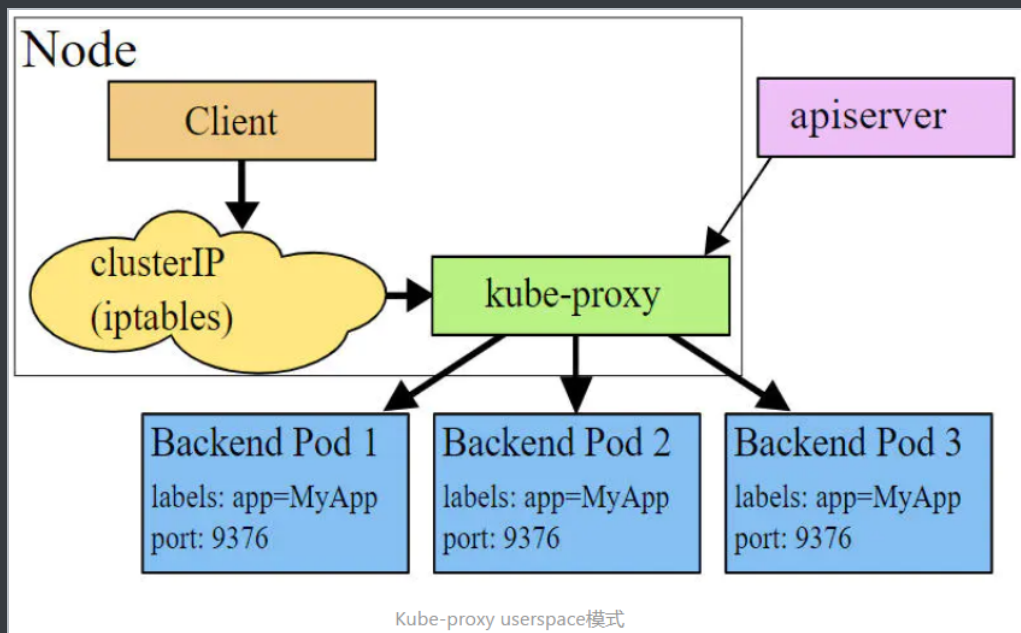 Node
Client
apiserver
clusterIP
(iptables)
kube-proxy
Backend Pod 1
labels: app=MyApp
port: 9376
Backend Pod 2
labels: app=MyApp
port: 9376
Backend Pod 3
labels: app=MyApp
port: 9376
Kube-proxy userspace模式